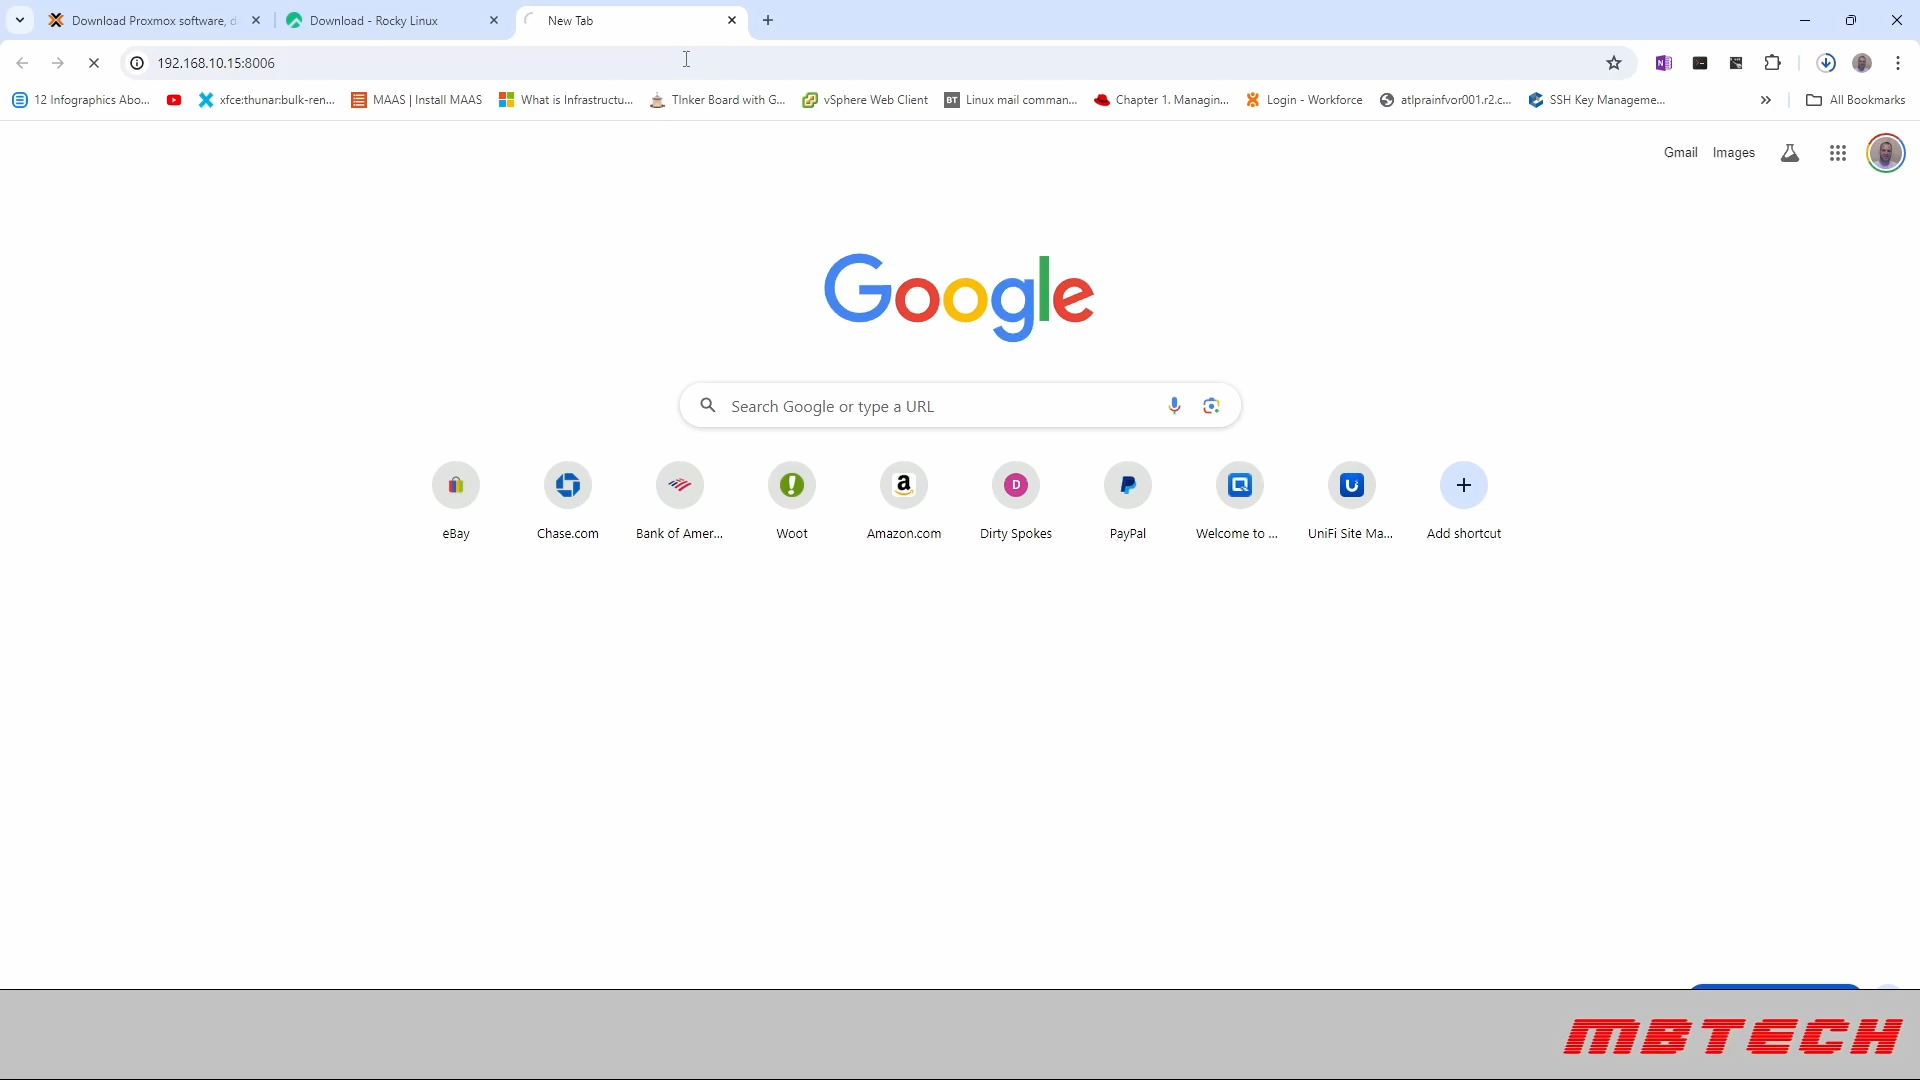 Download Proxmox software, d
Download - Rocky Linux
New Tab
192.168.10.15:8006
12 Infographics Abo...
xfce:thunar:bulk-ren...
MAAS | Install MAAS
What is Infrastructu...
TInker Board with G...
vSphere Web Client
BT
Linux mail comman...
Chapter 1. Managin...
Login - Workforce
atlprainfvor001.r2.c...
SSH Key Manageme...
All Bookmarks
Gmail
Images
Google
Search Google or type a URL
eBay
Chase.com
Bank of Amer...
Woot
Amazon.com
D
Dirty Spokes
PayPal
Welcome to ...
UniFi Site Ma...
Add shortcut
MBTECH